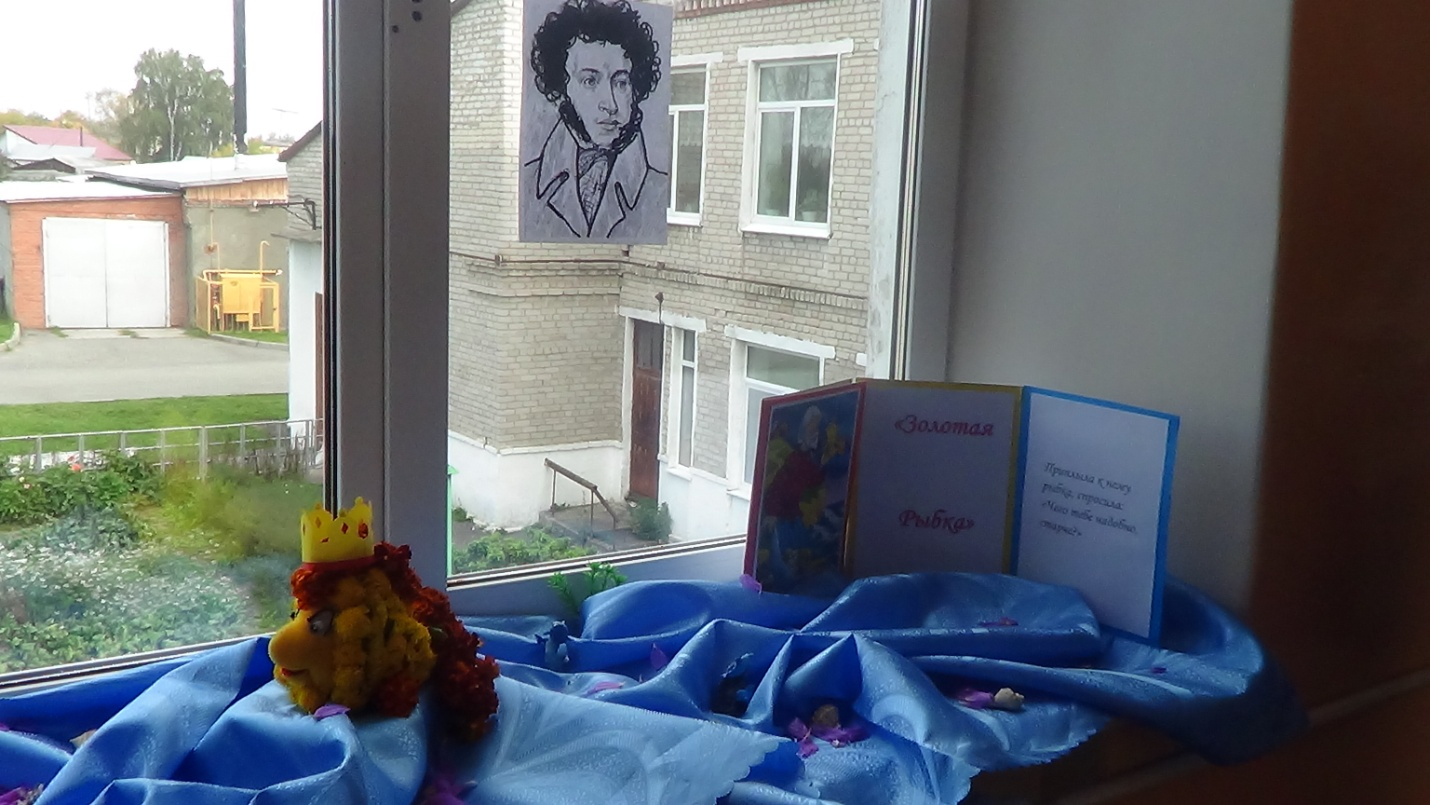 «Золотая
Рыбка»
Приплыла к нему
рыбка, спросила:
«Чего тебе надобно,
старче?»